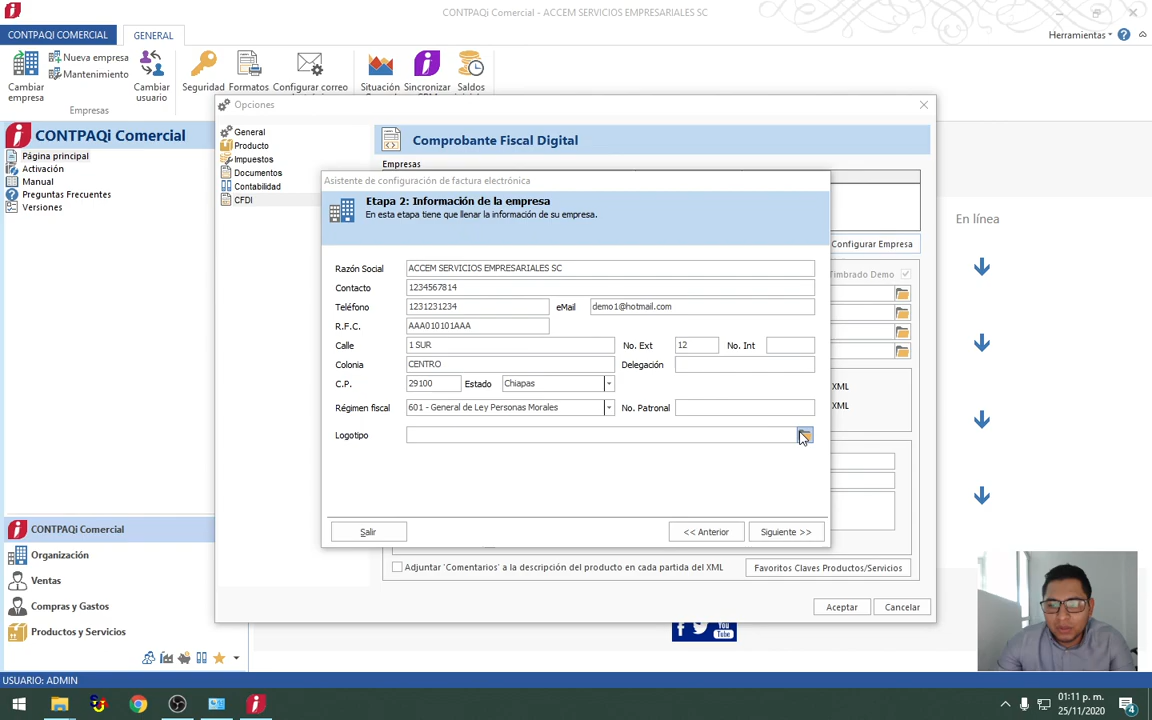 CONTPAQi Comercial - ACCEM SERVICIOS EMPRESARIALES SC
CONTPAQI COMERCIAL
GENERAL
Herramientas
Cambiar empresa
Nueva empresa
Mantenimiento
Cambiar usuario
Empresas
Seguridad
Formatos
Configurar correo
Situación
Sincronizar
Saldos
CONTPAQi Comercial
Página principal
Activación
Manual
Preguntas Frecuentes
Versiones
Opciones
General
Producto
Impuestos
Documentos
Contabilidad
CFDI
Comprobante Fiscal Digital
Empresas
Configurar Empresa
Timbrado Demo
XML
XML
En línea
Asistente de configuración de factura electrónica
Etapa 2: Información de la empresa
En esta etapa tiene que llenar la información de su empresa.
Razón Social ACCEM SERVICIOS EMPRESARIALES SC
Contacto 1234567814
Teléfono 1231231234 eMail demo1@hotmail.com
R.F.C. AAA010101AAA
Calle 1 SUR No. Ext 12 No. Int
Colonia CENTRO Delegación
C.P. 29100 Estado Chiapas
Régimen fiscal 601 - General de Ley Personas Morales No. Patronal
Logotipo
Salir
<< Anterior
Siguiente >>
Adjuntar 'Comentarios' a la descripción del producto en cada partida del XML
Favoritos Claves Productos/Servicios
Aceptar
Cancelar
CONTPAQi Comercial
Organización
Ventas
Compras y Gastos
Productos y Servicios
You
Tube
USUARIO: ADMIN
01:11 p. m.
25/11/2020
4